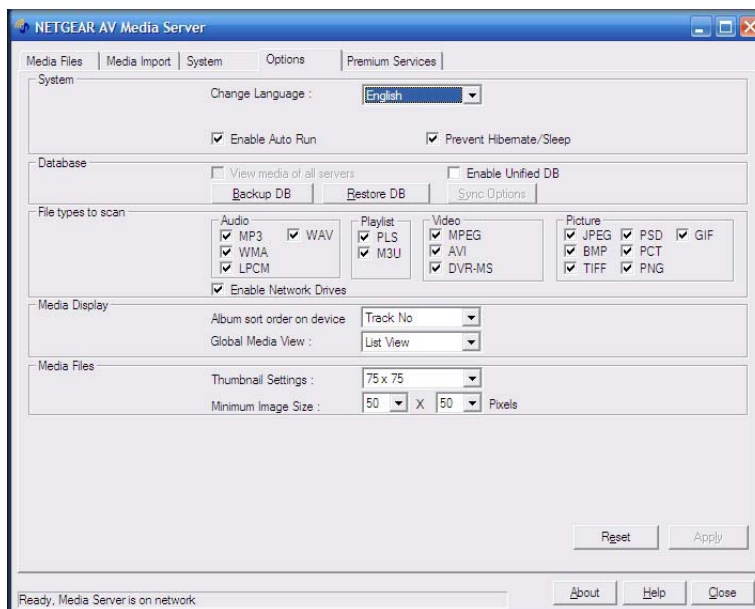 NETGEAR AV Media Server
Media Files Media Import System Options Premium Services
System
Change Language : English
Enable Auto Run Prevent Hibernate/Sleep
Database
View media of all servers Enable Unified DB
Backup DB Restore DB Sync Options
File types to scan
Audio Playlist Video Picture
MP3 WAV PLS MPEG JPEG PSD GIF
WMA M3U AVI BMP PCT
LPCM DVR-MS TIFF PNG
Enable Network Drives
Media Display
Album sort order on device Track No
Global Media View : List View
Media Files
Thumbnail Settings : 75 x 75
Minimum Image Size : 50 X 50 Pixels
Reset Apply
About Help Close
Ready, Media Server is on network